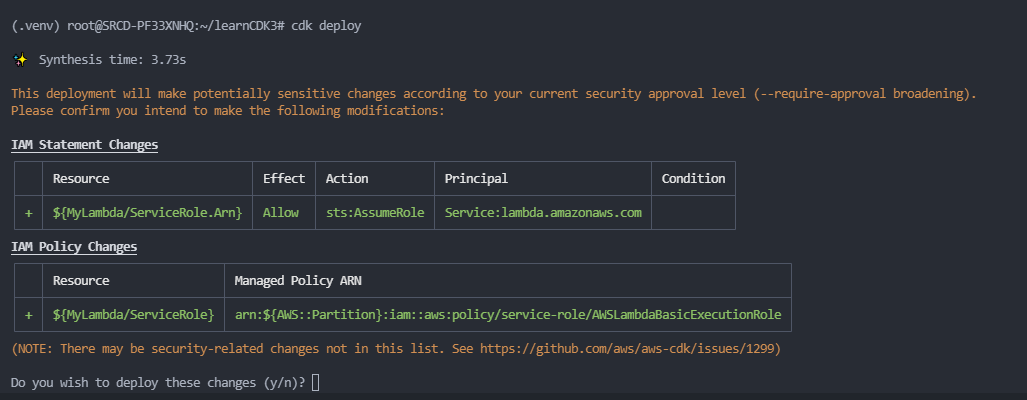 (.venv) root@SRCD-PF33XNHQ:~/learnCDK3# cdk deploy
✨ Synthesis time: 3.73s
This deployment will make potentially sensitive changes according to your current security approval level (--require-approval broadening).
Please confirm you intend to make the following modifications:
IAM Statement Changes
Resource Effect Action Principal Condition
+ ${MyLambda/ServiceRole.Arn} Allow sts:AssumeRole Service:lambda.amazonaws.com
IAM Policy Changes
Resource Managed Policy ARN
+ ${MyLambda/ServiceRole} arn:${AWS::Partition}:iam::aws:policy/service-role/AWSLambdaBasicExecutionRole
(NOTE: There may be security-related changes not in this list. See https://github.com/aws/aws-cdk/issues/1299)
Do you wish to deploy these changes (y/n)?